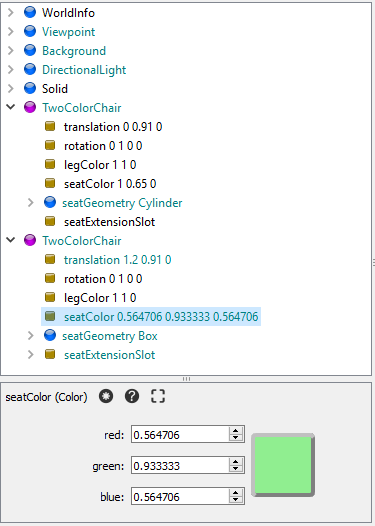 WorldInfo
Viewpoint
Background
DirectionalLight
Solid
TwoColorChair
translation 0 0.91 0
rotation 0 1 0 0
legColor 1 1 0
seatColor 1 0.65 0
seatGeometry Cylinder
seatExtensionSlot
TwoColorChair
translation 1.2 0.91 0
rotation 0 1 0 0
legColor 1 1 0
seatColor 0.564706 0.933333 0.564706
seatGeometry Box
seatExtensionSlot
seatColor (Color)
red: 0.564706
green: 0.933333
blue: 0.564706